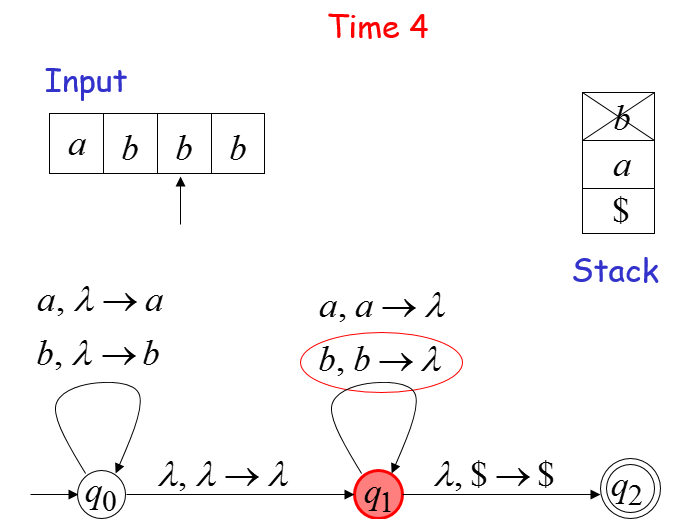 Time 4
Input
a b b b
b
a
$
Stack
a, λ → a
b, λ → b
a, a → λ
b, b → λ
λ, λ → λ
λ, $ → $
q0
q1
q2